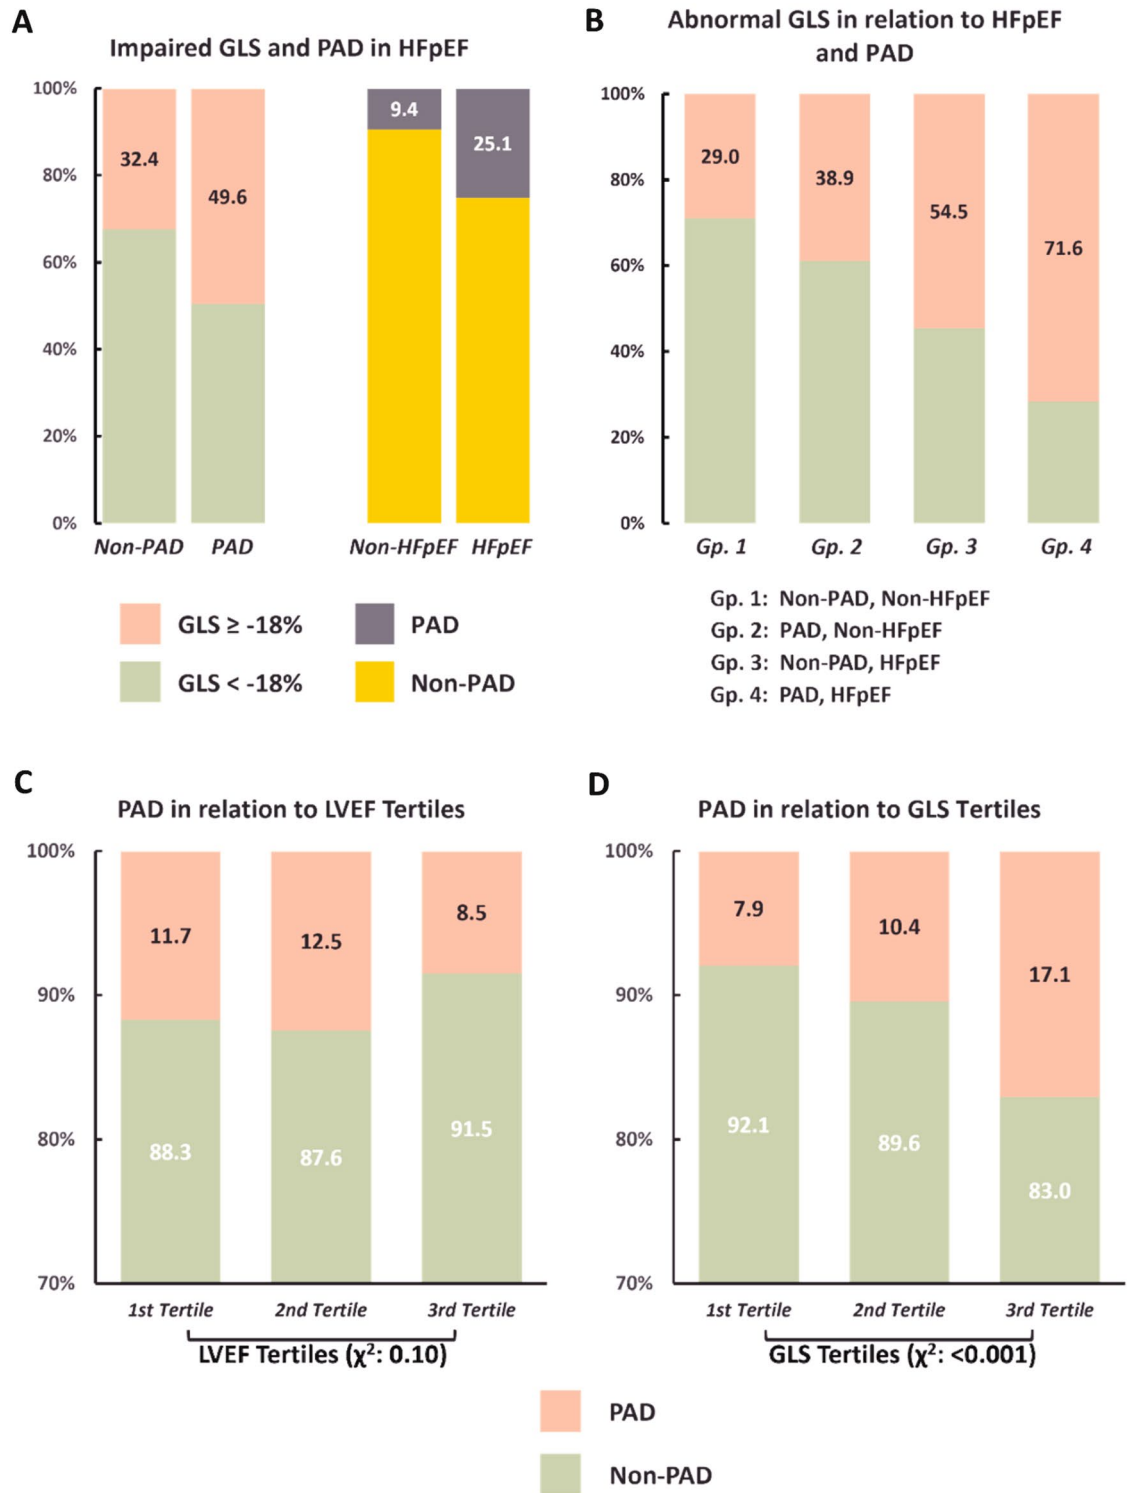 A
Impaired GLS and PAD in HFpEF
100%
80%
60%
40%
20%
0%
32.4
49.6
9.4
25.1
Non-PAD
PAD
Non-HFpEF
HFpEF
GLS ≥ -18%
PAD
GLS < -18%
Non-PAD
B
Abnormal GLS in relation to HFpEF
and PAD
100%
80%
60%
40%
20%
0%
29.0
38.9
54.5
71.6
Gp. 1
Gp. 2
Gp. 3
Gp. 4
Gp. 1: Non-PAD, Non-HFpEF
Gp. 2: PAD, Non-HFpEF
Gp. 3: Non-PAD, HFpEF
Gp. 4: PAD, HFpEF
C
PAD in relation to LVEF Tertiles
100%
90%
80%
70%
11.7
12.5
8.5
88.3
87.6
91.5
1st Tertile
2nd Tertile
3rd Tertile
LVEF Tertiles (χ²: 0.10)
D
PAD in relation to GLS Tertiles
100%
90%
80%
70%
7.9
10.4
17.1
92.1
89.6
83.0
1st Tertile
2nd Tertile
3rd Tertile
GLS Tertiles (χ²: <0.001)
PAD
Non-PAD